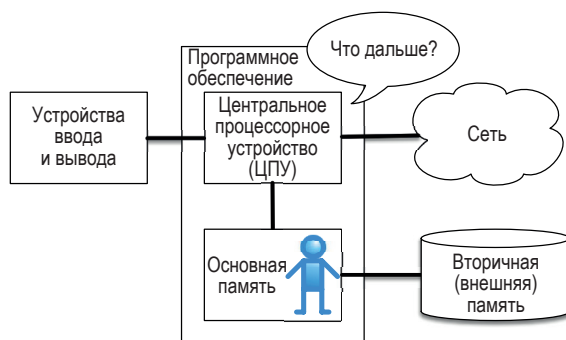 Программное
обеспечение
Что дальше?
Устройства
ввода
и вывода
Центральное
процессорное
устройство
(ЦПУ)
Сеть
Основная
память
Вторичная
(внешняя)
память